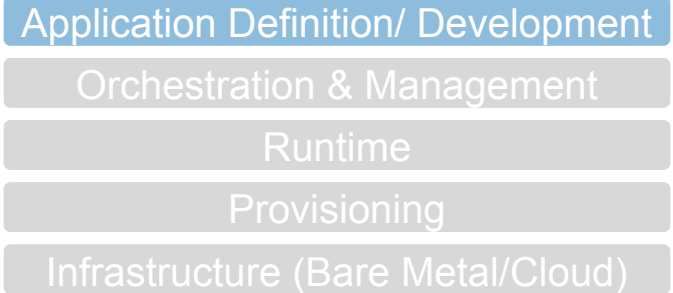 Application Definition/ Development
Orchestration & Management
Runtime
Provisioning
Infrastructure (Bare Metal/Cloud)